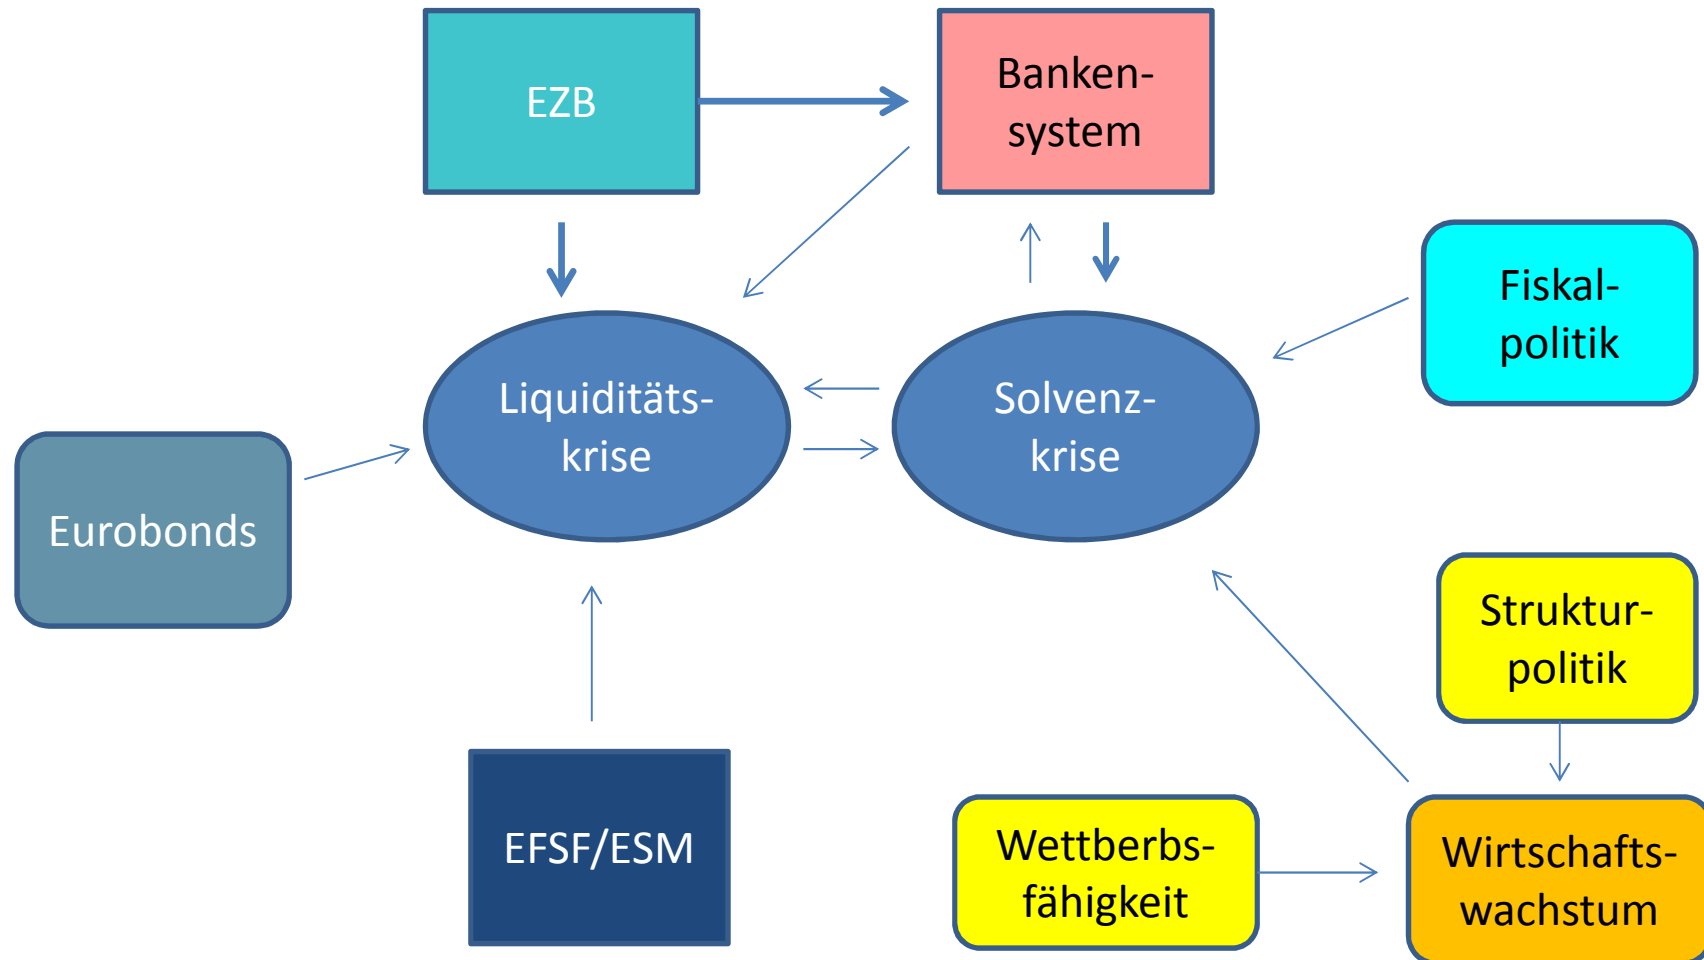 EZB
Banken-
system
Fiskal-
politik
Liquiditäts-
krise
Solvenz-
krise
Eurobonds
Struktur-
politik
EFSF/ESM
Wettberbs-
fähigkeit
Wirtschafts-
wachstum